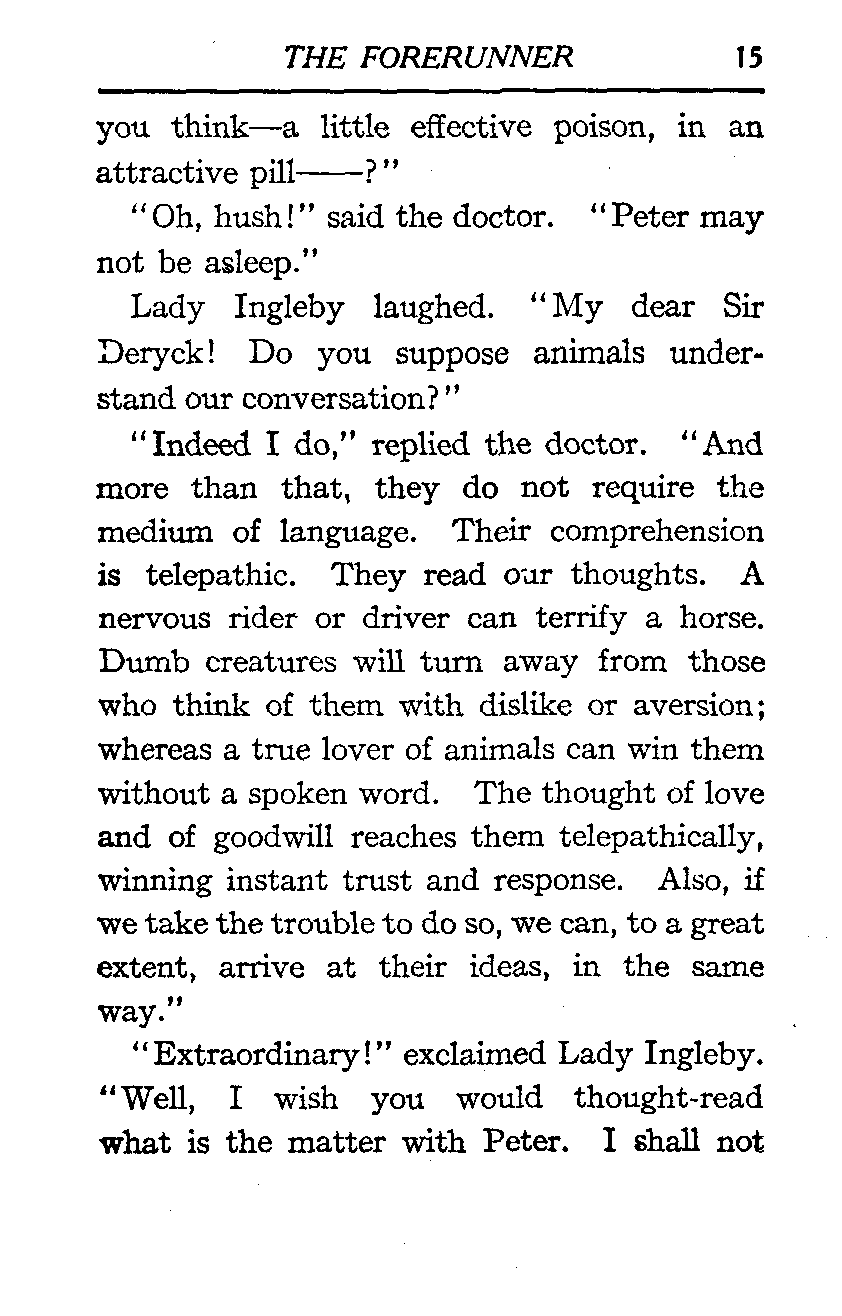 THE FORERUNNER 15
you think—a little effective poison, in an
attractive pill——?"
"Oh, hush!" said the doctor. "Peter may
not be asleep."
Lady Ingleby laughed. "My dear Sir
Deryck! Do you suppose animals under-
stand our conversation?"
"Indeed I do," replied the doctor. "And
more than that, they do not require the
medium of language. Their comprehension
is telepathic. They read our thoughts. A
nervous rider or driver can terrify a horse.
Dumb creatures will turn away from those
who think of them with dislike or aversion;
whereas a true lover of animals can win them
without a spoken word. The thought of love
and of goodwill reaches them telepathically,
winning instant trust and response. Also, if
we take the trouble to do so, we can, to a great
extent, arrive at their ideas, in the same
way."
"Extraordinary!" exclaimed Lady Ingleby.
"Well, I wish you would thought-read
what is the matter with Peter. I shall not